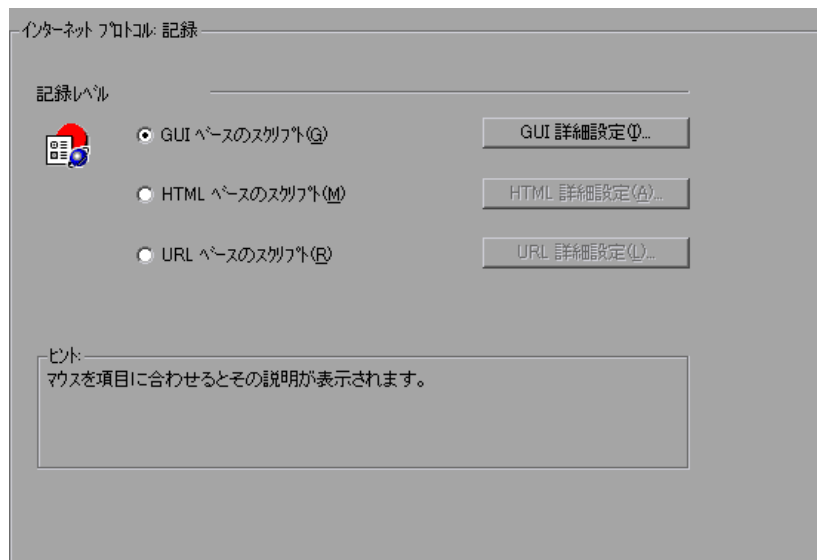 インターネット プロトコル: 記録
記録レベル
GUI ベースのスクリプト(G)
GUI 詳細設定(I)...
HTML ベースのスクリプト(M)
HTML 詳細設定(A)...
URL ベースのスクリプト(R)
URL 詳細設定(L)...
ヒント:
マウスを項目に合わせるとその説明が表示されます。